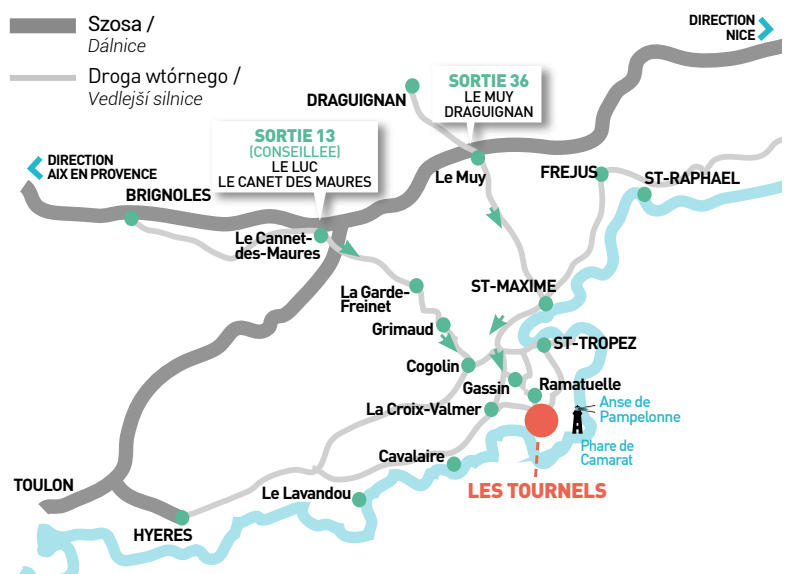 Szosa /
Dálnice
Droga wtórnego /
Vedlejší silnice
DIRECTION
NICE
SORTIE 36
LE MUY
DRAGUIGNAN
DRAGUIGNAN
SORTIE 13
(CONSEILLEE)
LE LUC
LE CANET DES MAURES
DIRECTION
AIX EN PROVENCE
BRIGNOLES
Le Muy
FREJUS
ST-RAPHAEL
Le Cannet-
des-Maures
La Garde-
Freinet
ST-MAXIME
Grimaud
ST-TROPEZ
Cogolin
Gassin
Ramatuelle
La Croix-Valmer
Anse de
Pampelonne
Phare de
Camarat
Cavalaire
TOULON
Le Lavandou
LES TOURNELS
HYERES